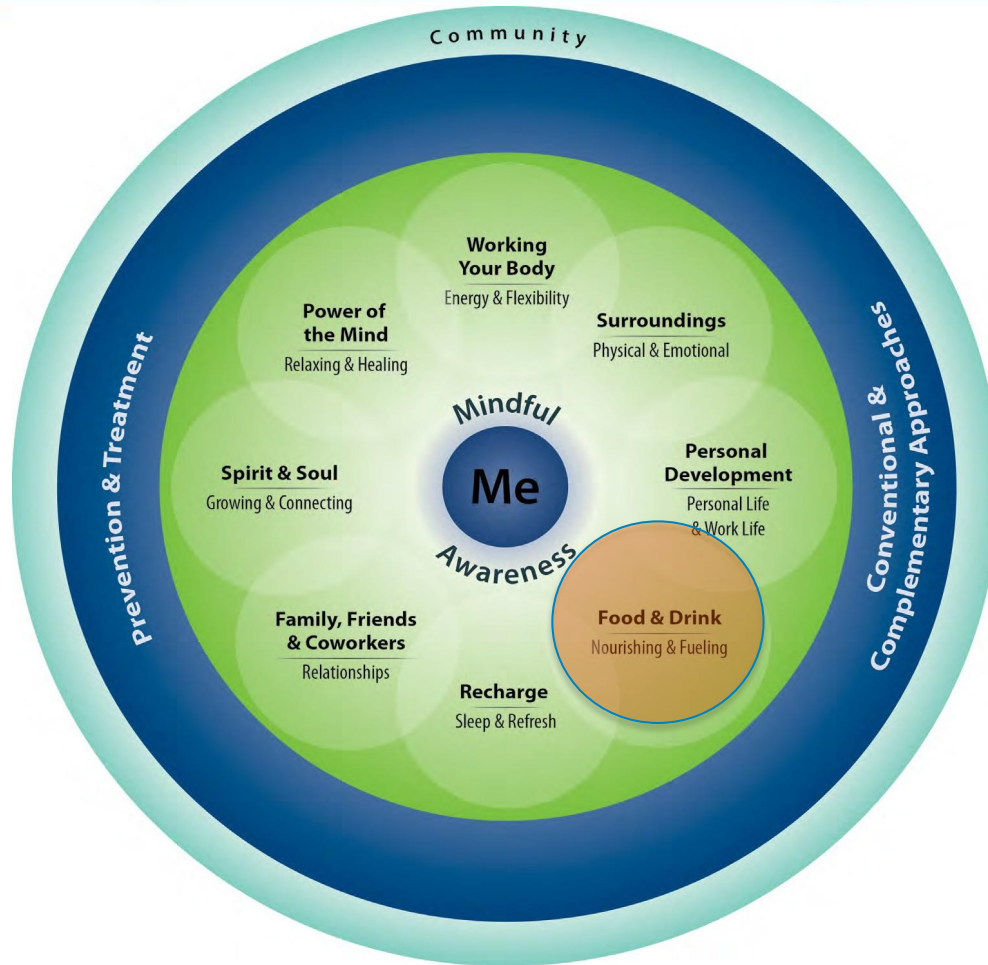 Community
Working
Your Body
Energy & Flexibility
Surroundings
Physical & Emotional
Personal
Development
Personal Life
& Work Life
Food & Drink
Nourishing & Fueling
Recharge
Sleep & Refresh
Family, Friends
& Coworkers
Relationships
Spirit & Soul
Growing & Connecting
Power of
the Mind
Relaxing & Healing
Mindful
Me
Awareness
Prevention & Treatment
Conventional &
Complementary Approaches